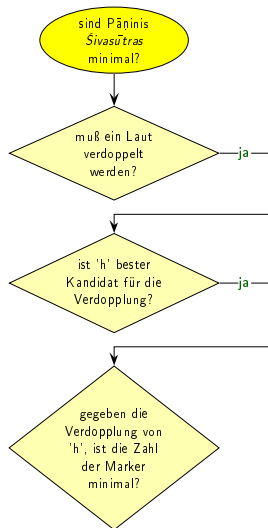 sind Pāṇinis
Śivasūtras
minimal?
muß ein Laut
verdoppelt
werden?
ja
ist 'h' bester
Kandidat für die
Verdopplung?
ja
gegeben die
Verdopplung von
'h', ist die Zahl
der Marker
minimal?